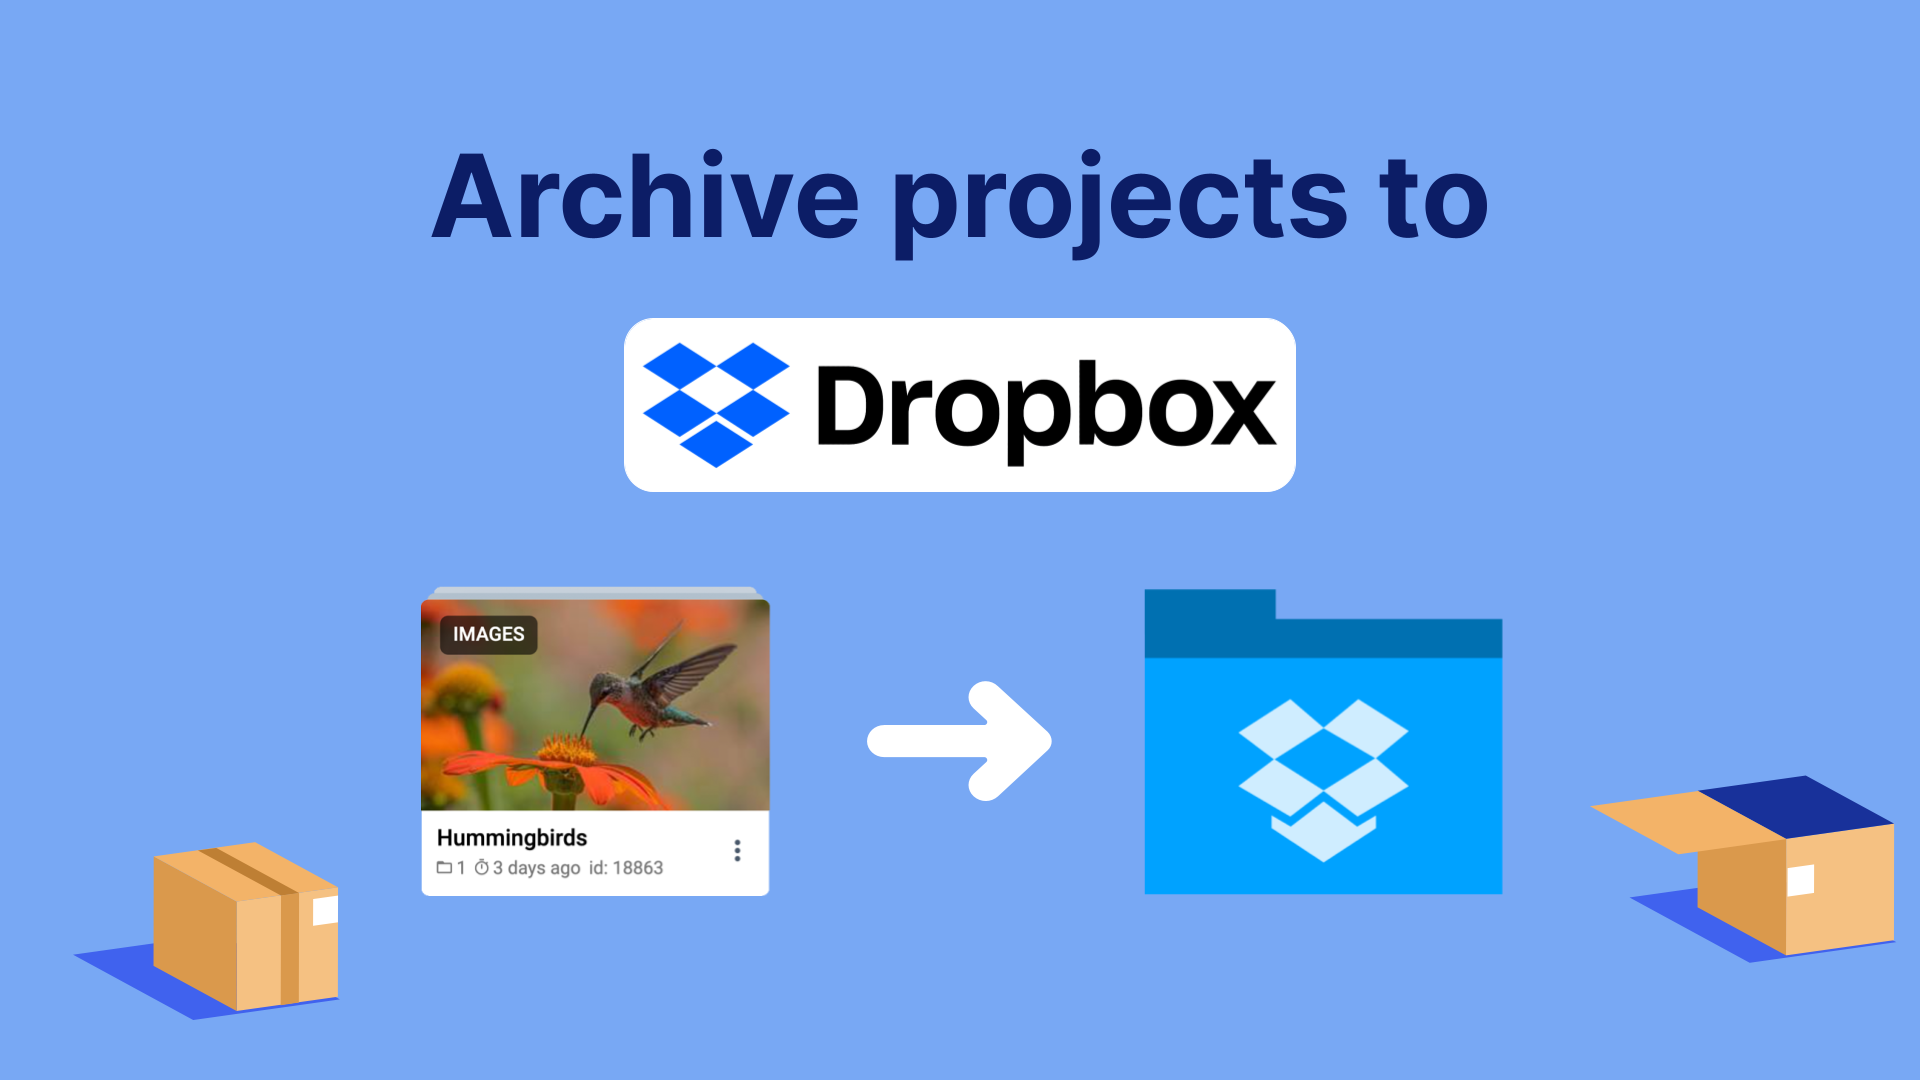 Archive projects to
Dropbox
IMAGES
Hummingbirds
1 3 days ago id: 18863